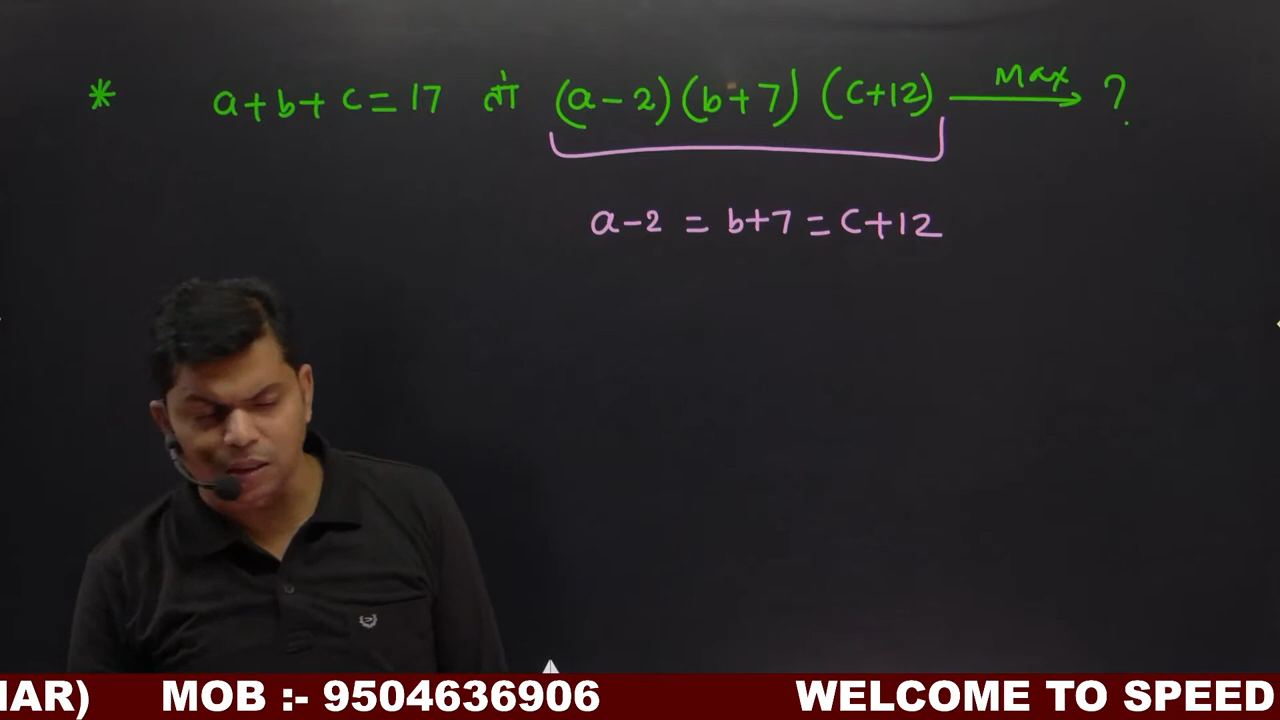 * a+b+c=17 तो (a-2)(b+7)(c+12) Max → ?
a-2 = b+7 = c+12
IAR) MOB :- 9504636906 WELCOME TO SPEED